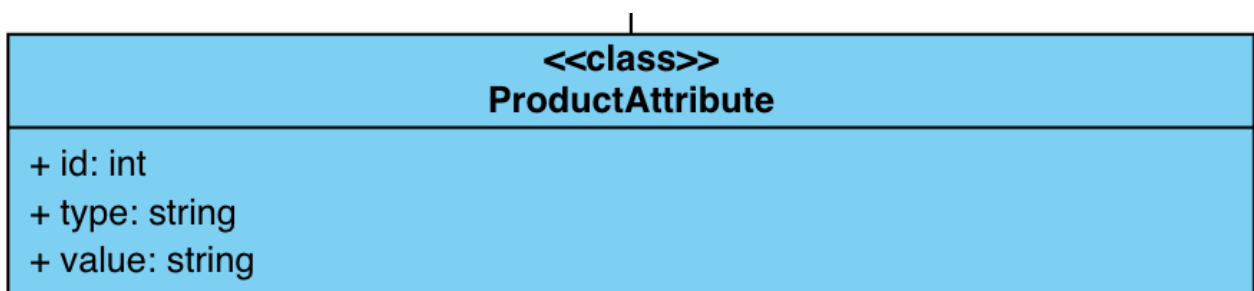 <<class>>
ProductAttribute
+ id: int
+ type: string
+ value: string